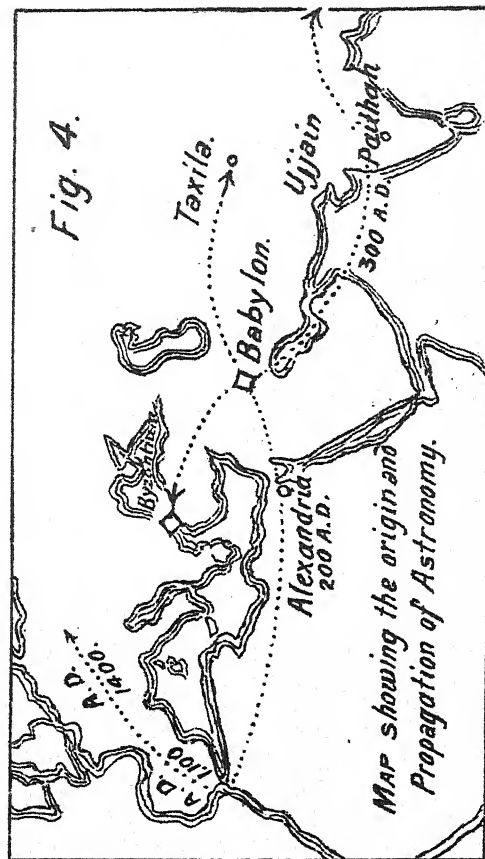 Fig. 4.
Taxila.
Ujjain
Paithan
Babylon.
300 A.D.
Byzantium
Alexandria
200 A.D.
A.D.
1400.
A.D.
1100
MAP showing the origin and
Propagation of Astronomy.